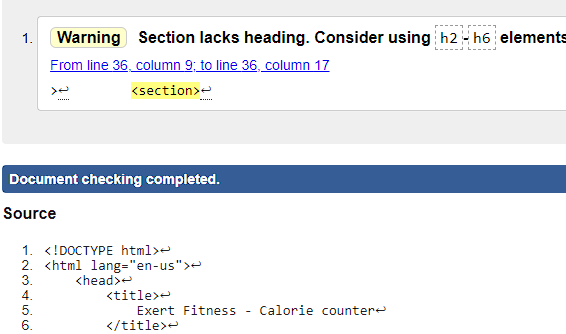 1. Warning Section lacks heading. Consider using h2-h6 elements
From line 36, column 9; to line 36, column 17
>↩ <section>↩
Document checking completed.
Source
1. <!DOCTYPE html>↩
2. <html lang="en-us">↩
3. <head>↩
4. <title>↩
5. Exert Fitness - Calorie counter↩
6. </title>↩